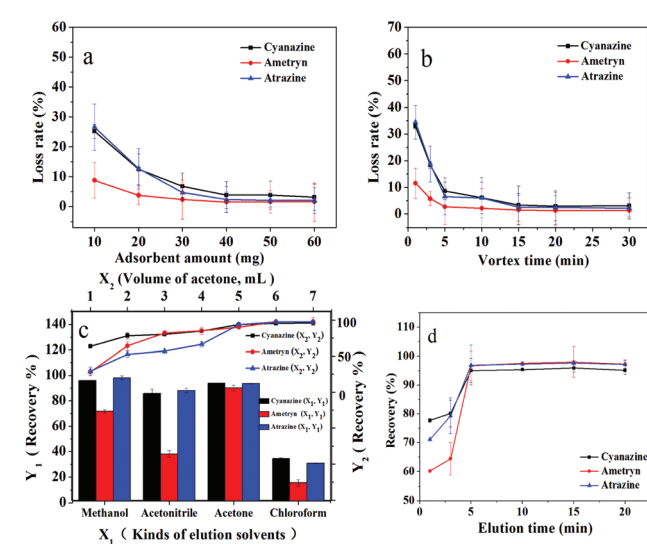 a
Cyanazine
Ametryn
Atrazine
Loss rate (%)
60
50
40
30
20
10
0
10 20 30 40 50 60
Adsorbent amount (mg)
b
Cyanazine
Ametryn
Atrazine
Loss rate (%)
70
60
50
40
30
20
10
0
0 5 10 15 20 25 30
Vortex time (min)
X2 (Volume of acetone, mL)
1 2 3 4 5 6 7
c
Cyanazine (X2, Y2)
Ametryn (X2, Y2)
Atrazine (X2, Y2)
Cyanazine (X1, Y1)
Ametryn (X1, Y1)
Atrazine (X1, Y1)
Y1 ( Recovery % )
140
120
100
80
60
40
20
0
100
50
0
Y2 ( Recovery % )
Methanol Acetonitrile Acetone Chloroform
X1 ( Kinds of elution solvents )
d
Cyanazine
Ametryn
Atrazine
Recovery (%)
110
100
90
80
70
60
50
0 5 10 15 20
Elution time (min)